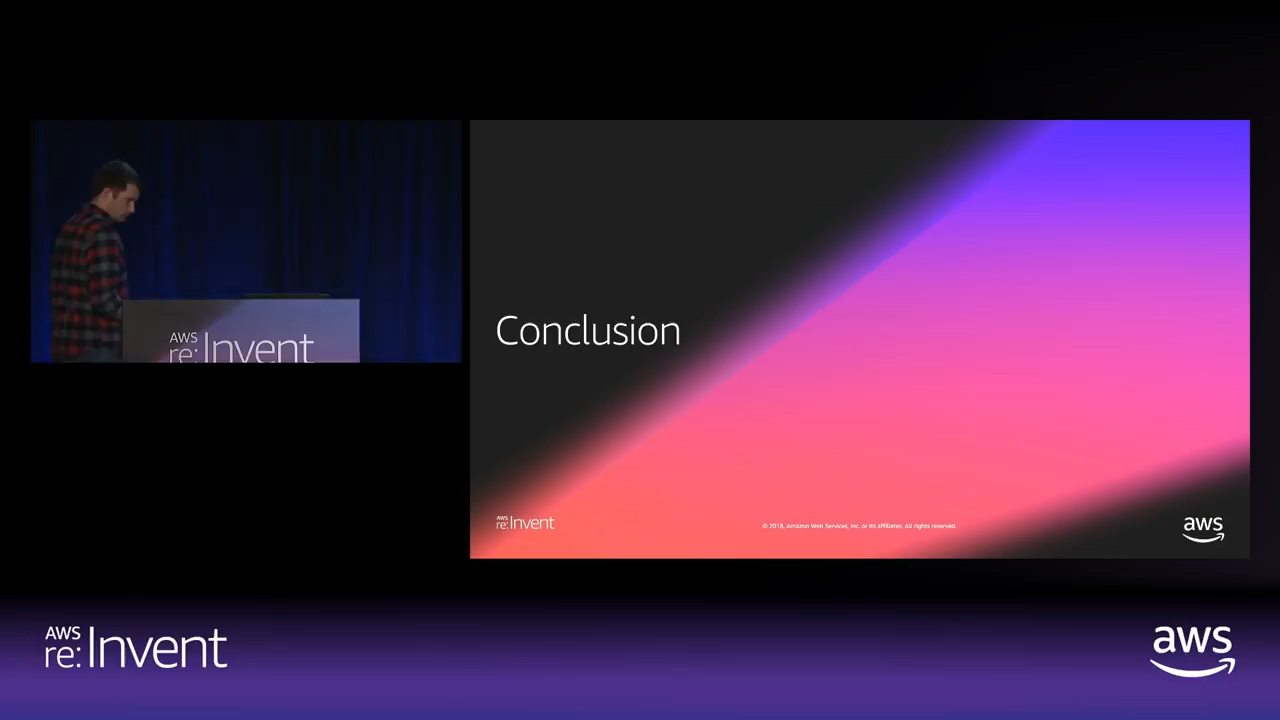 AWS
re:Invent
Conclusion
AWS
re:Invent
© 2018, Amazon Web Services, Inc. or its affiliates. All rights reserved.
aws
AWS
re:Invent
aws